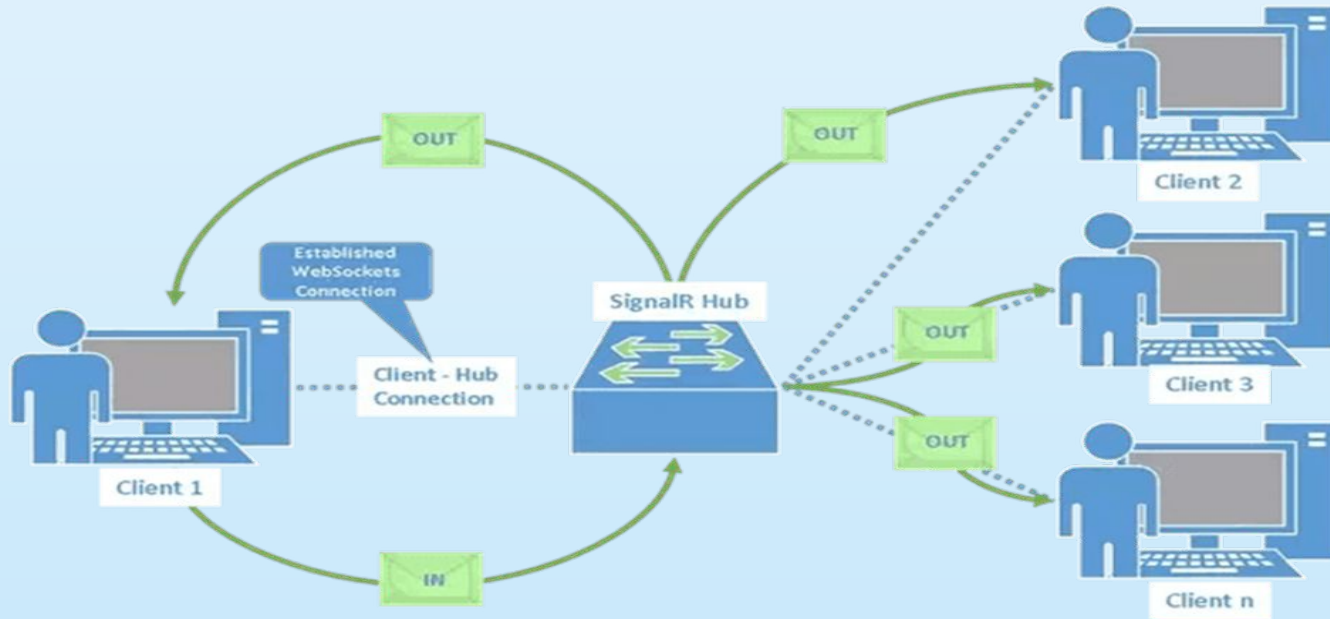 OUT
OUT
Client 2
Established
WebSockets
Connection
SignalR Hub
OUT
Client - Hub
Connection
Client 3
OUT
Client 1
IN
Client n